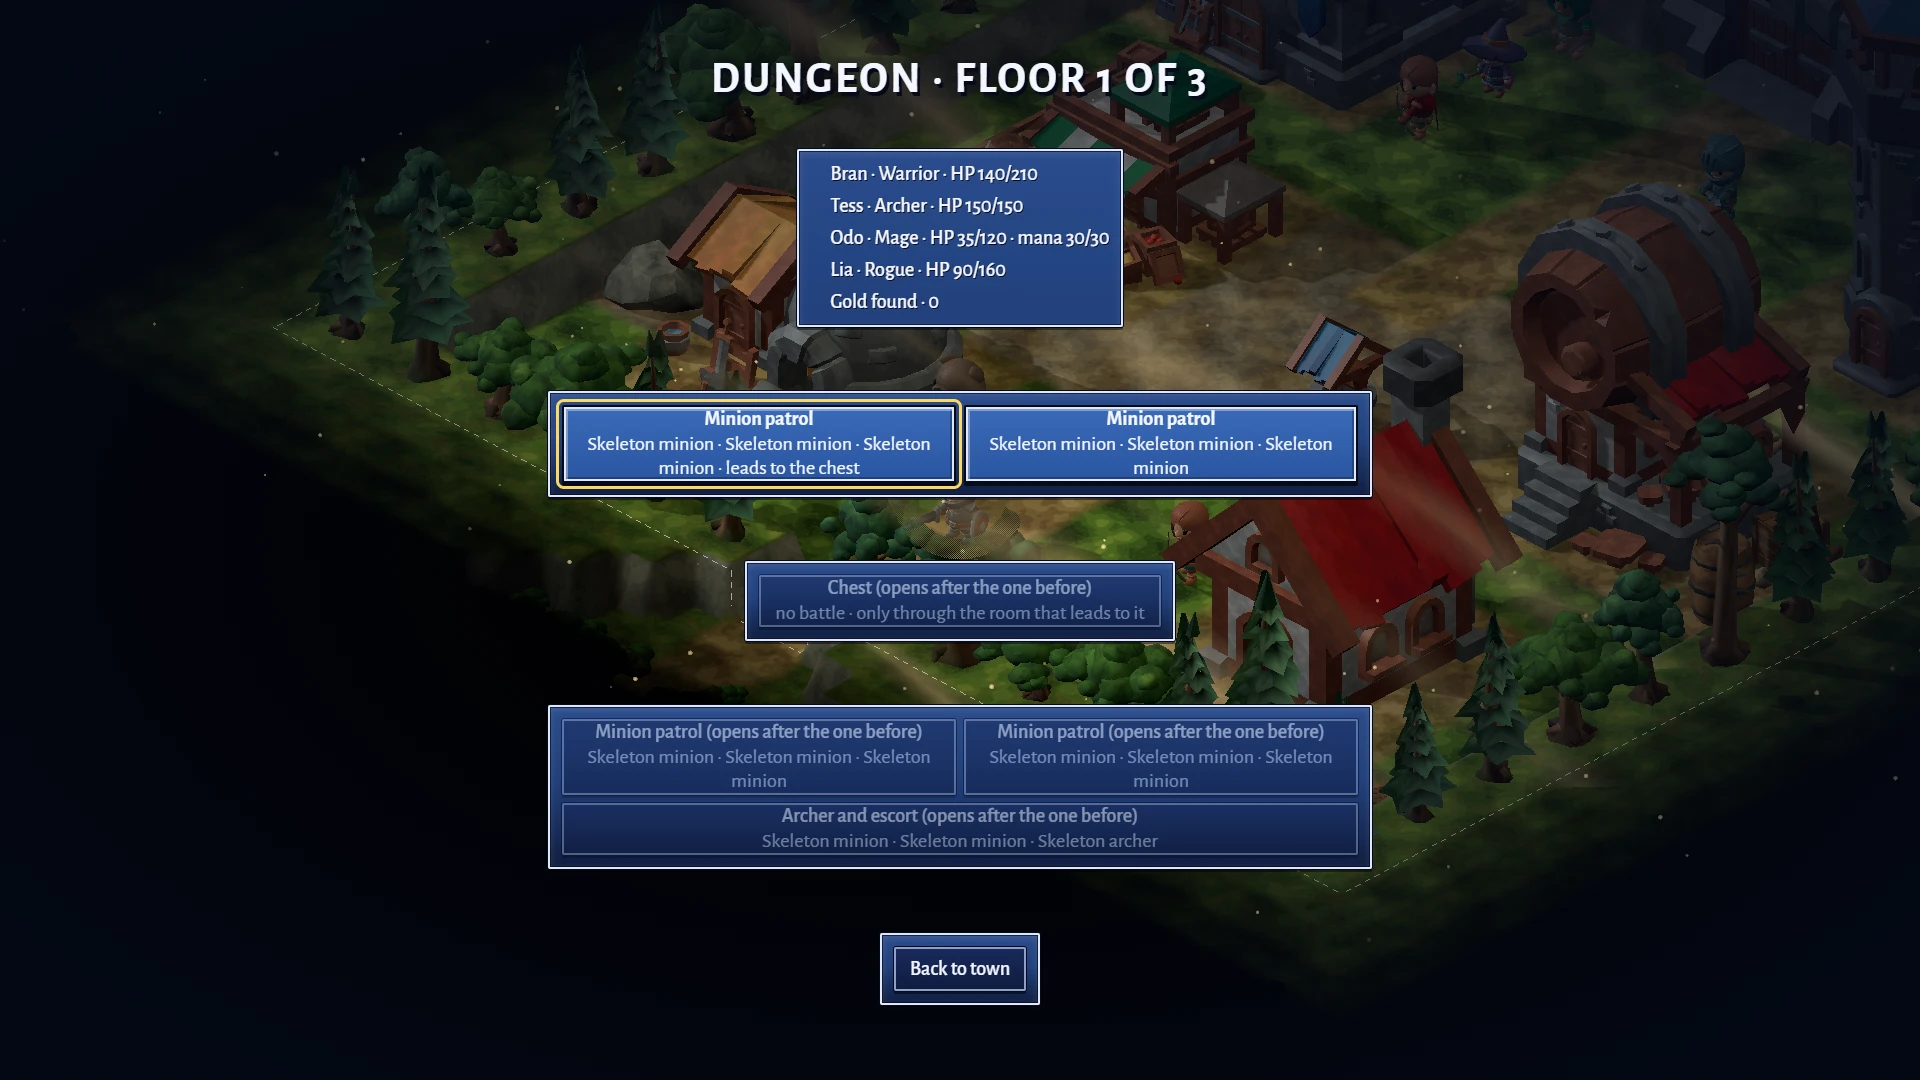 DUNGEON · FLOOR 1 OF 3
Bran · Warrior · HP 140/210
Tess · Archer · HP 150/150
Odo · Mage · HP 35/120 · mana 30/30
Lia · Rogue · HP 90/160
Gold found · 0
Minion patrol
Skeleton minion · Skeleton minion · Skeleton
minion · leads to the chest
Minion patrol
Skeleton minion · Skeleton minion · Skeleton
minion
Chest (opens after the one before)
no battle · only through the room that leads to it
Minion patrol (opens after the one before)
Skeleton minion · Skeleton minion · Skeleton
minion
Minion patrol (opens after the one before)
Skeleton minion · Skeleton minion · Skeleton
minion
Archer and escort (opens after the one before)
Skeleton minion · Skeleton minion · Skeleton archer
Back to town